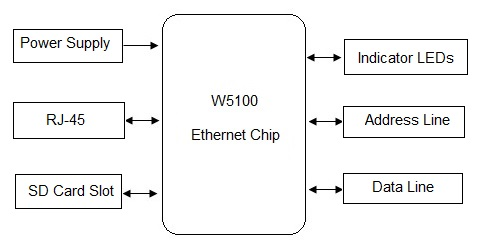 Power Supply
RJ-45
SD Card Slot
W5100
Ethernet Chip
Indicator LEDs
Address Line
Data Line